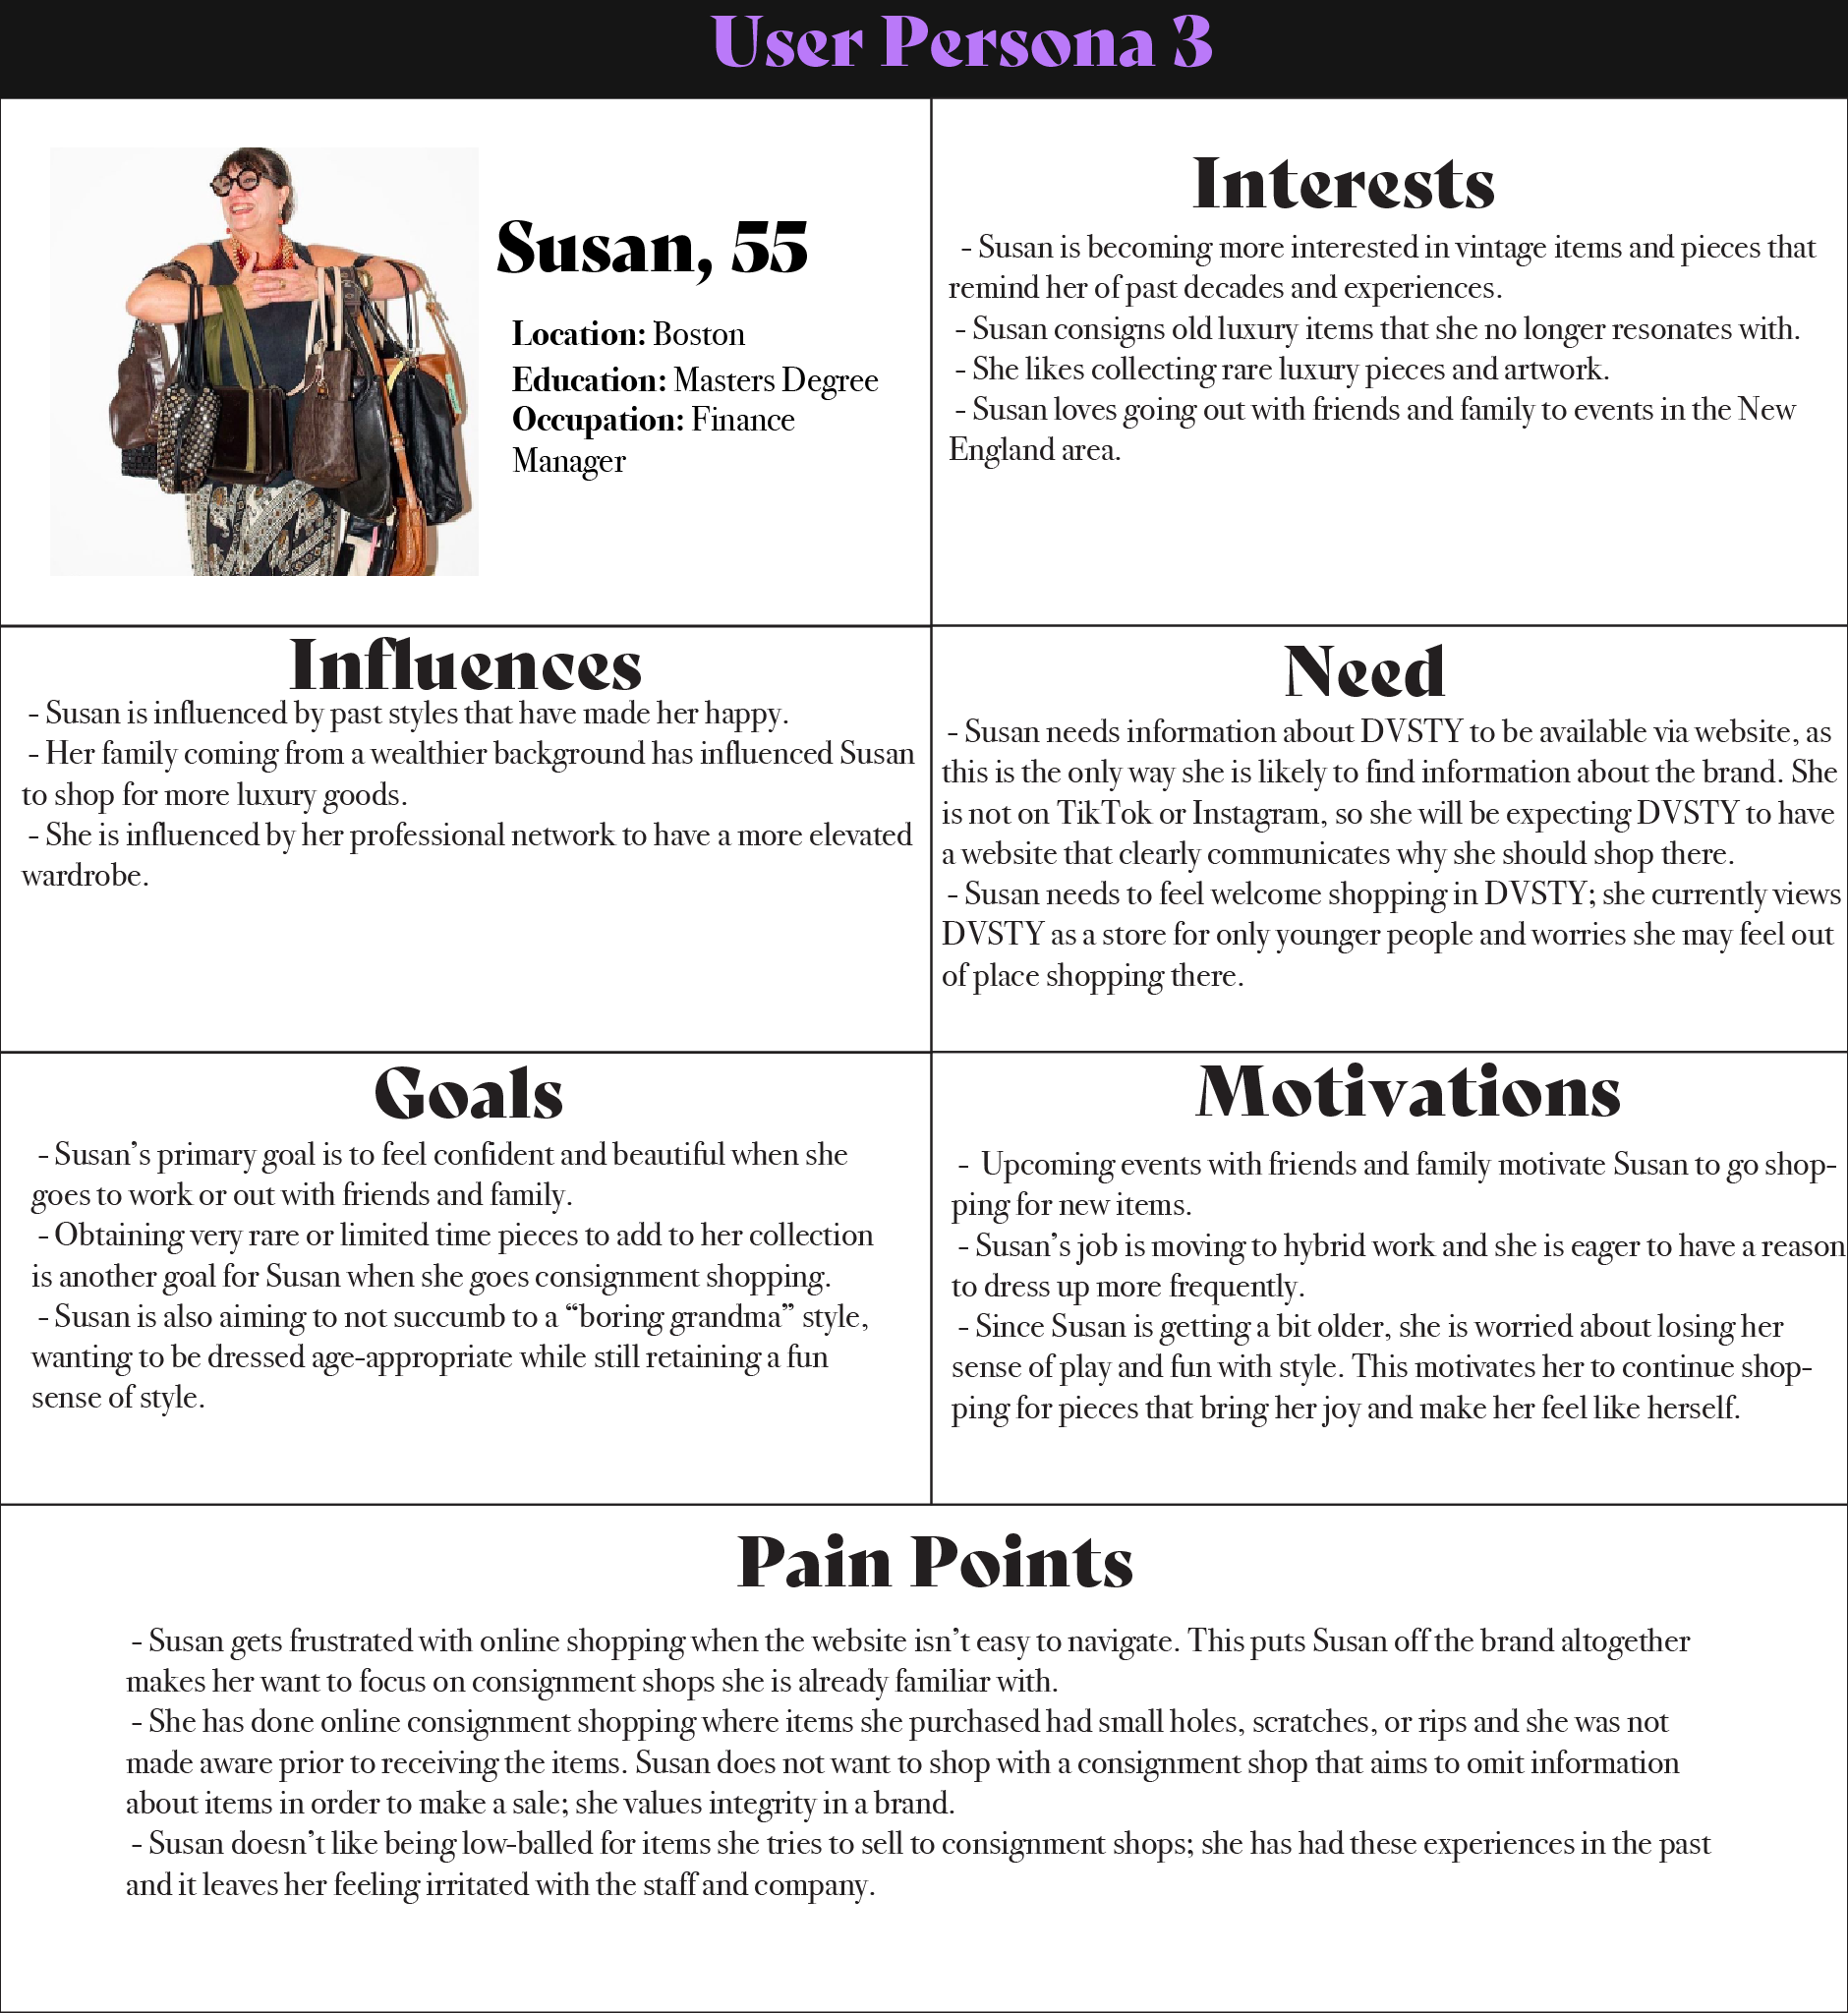 User Persona 3
Susan, 55
Location: Boston
Education: Masters Degree
Occupation: Finance
Manager
Interests
- Susan is becoming more interested in vintage items and pieces that
remind her of past decades and experiences.
- Susan consigns old luxury items that she no longer resonates with.
- She likes collecting rare luxury pieces and artwork.
- Susan loves going out with friends and family to events in the New
England area.
Influences
- Susan is influenced by past styles that have made her happy.
- Her family coming from a wealthier background has influenced Susan
to shop for more luxury goods.
- She is influenced by her professional network to have a more elevated
wardrobe.
Need
- Susan needs information about DVSTY to be available via website, as
this is the only way she is likely to find information about the brand. She
is not on TikTok or Instagram, so she will be expecting DVSTY to have
a website that clearly communicates why she should shop there.
- Susan needs to feel welcome shopping in DVSTY; she currently views
DVSTY as a store for only younger people and worries she may feel out
of place shopping there.
Goals
- Susan’s primary goal is to feel confident and beautiful when she
goes to work or out with friends and family.
- Obtaining very rare or limited time pieces to add to her collection
is another goal for Susan when she goes consignment shopping.
- Susan is also aiming to not succumb to a “boring grandma” style,
wanting to be dressed age-appropriate while still retaining a fun
sense of style.
Motivations
- Upcoming events with friends and family motivate Susan to go shop-
ping for new items.
- Susan’s job is moving to hybrid work and she is eager to have a reason
to dress up more frequently.
- Since Susan is getting a bit older, she is worried about losing her
sense of play and fun with style. This motivates her to continue shop-
ping for pieces that bring her joy and make her feel like herself.
Pain Points
- Susan gets frustrated with online shopping when the website isn’t easy to navigate. This puts Susan off the brand altogether
makes her want to focus on consignment shops she is already familiar with.
- She has done online consignment shopping where items she purchased had small holes, scratches, or rips and she was not
made aware prior to receiving the items. Susan does not want to shop with a consignment shop that aims to omit information
about items in order to make a sale; she values integrity in a brand.
- Susan doesn’t like being low-balled for items she tries to sell to consignment shops; she has had these experiences in the past
and it leaves her feeling irritated with the staff and company.